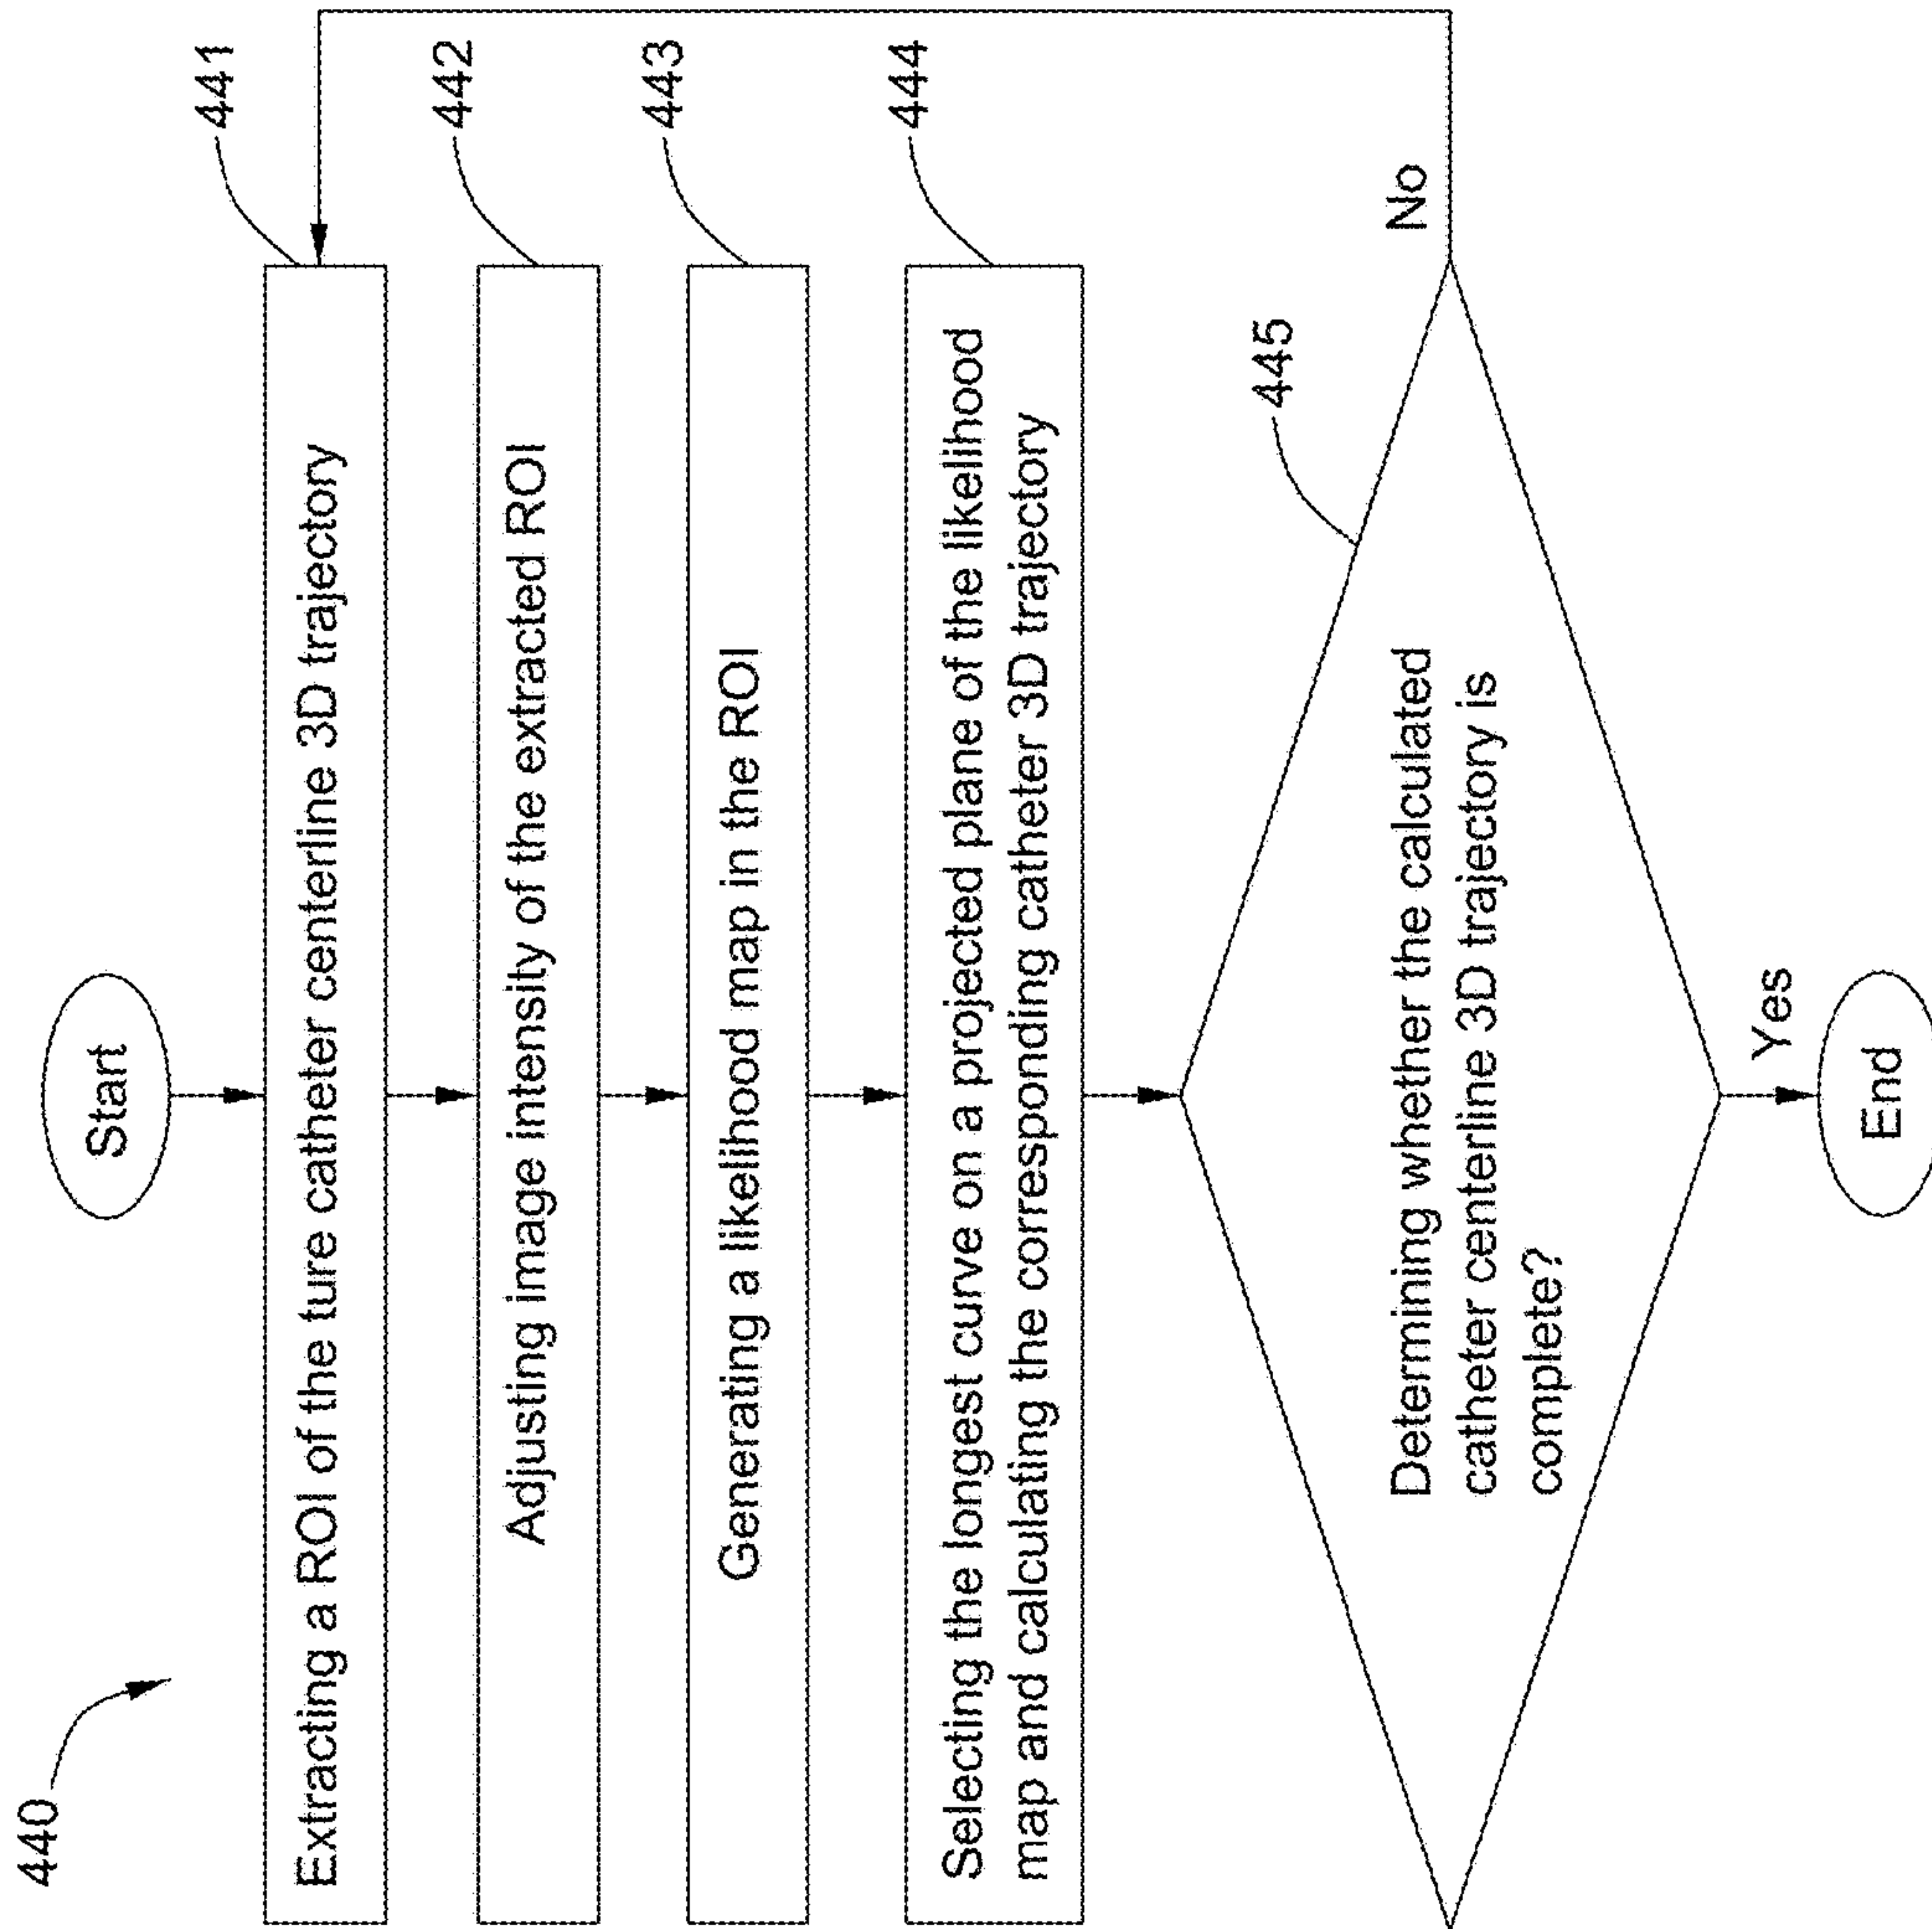 440
Start
441
Extracting a ROI of the ture catheter centerline 3D trajectory
442
Adjusting image intensity of the extracted ROI
443
Generating a likelihood map in the ROI
444
Selecting the longest curve on a projected plane of the likelihood
map and calculating the corresponding catheter 3D trajectory
445
Determining whether the calculated
catheter centerline 3D trajectory is
complete?
No
Yes
End